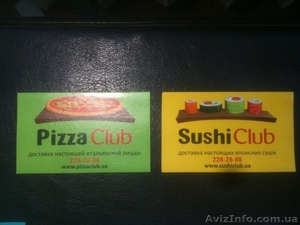 Pizza Club
доставка настоящей итальянской пиццы
228-28-88
www.pizzaclub.ua
Sushi Club
доставка настоящих японских суши
228-28-88
www.sushiclub.ua
AvizInfo.com.ua